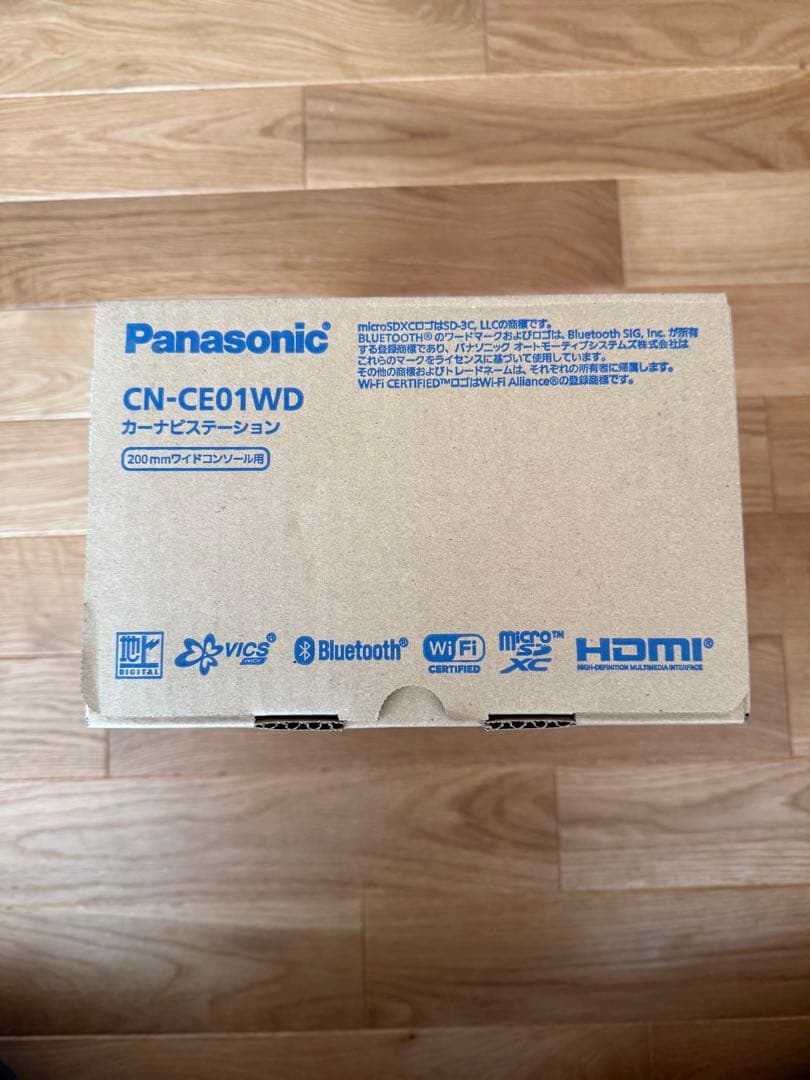 Panasonic®
CN-CE01WD
カーナビステーション
200mmワイドコンソール用
microSDXCロゴはSD-3C, LLCの商標です。
BLUETOOTH®のワードマークおよびロゴは、Bluetooth SIG, Inc. が所有
する登録商標であり、パナソニック オートモーティブシステムズ株式会社は
これらのマークをライセンスに基づいて使用しています。
その他の商標およびトレードネームは、それぞれの所有者に帰属します。
Wi-Fi CERTIFIED™ロゴはWi-Fi Alliance®の登録商標です。
地上
DIGITAL
VICS®
WIDE
Bluetooth®
Wi Fi
CERTIFIED
micro™
SD
XC
HDMI®
HIGH-DEFINITION MULTIMEDIA INTERFACE